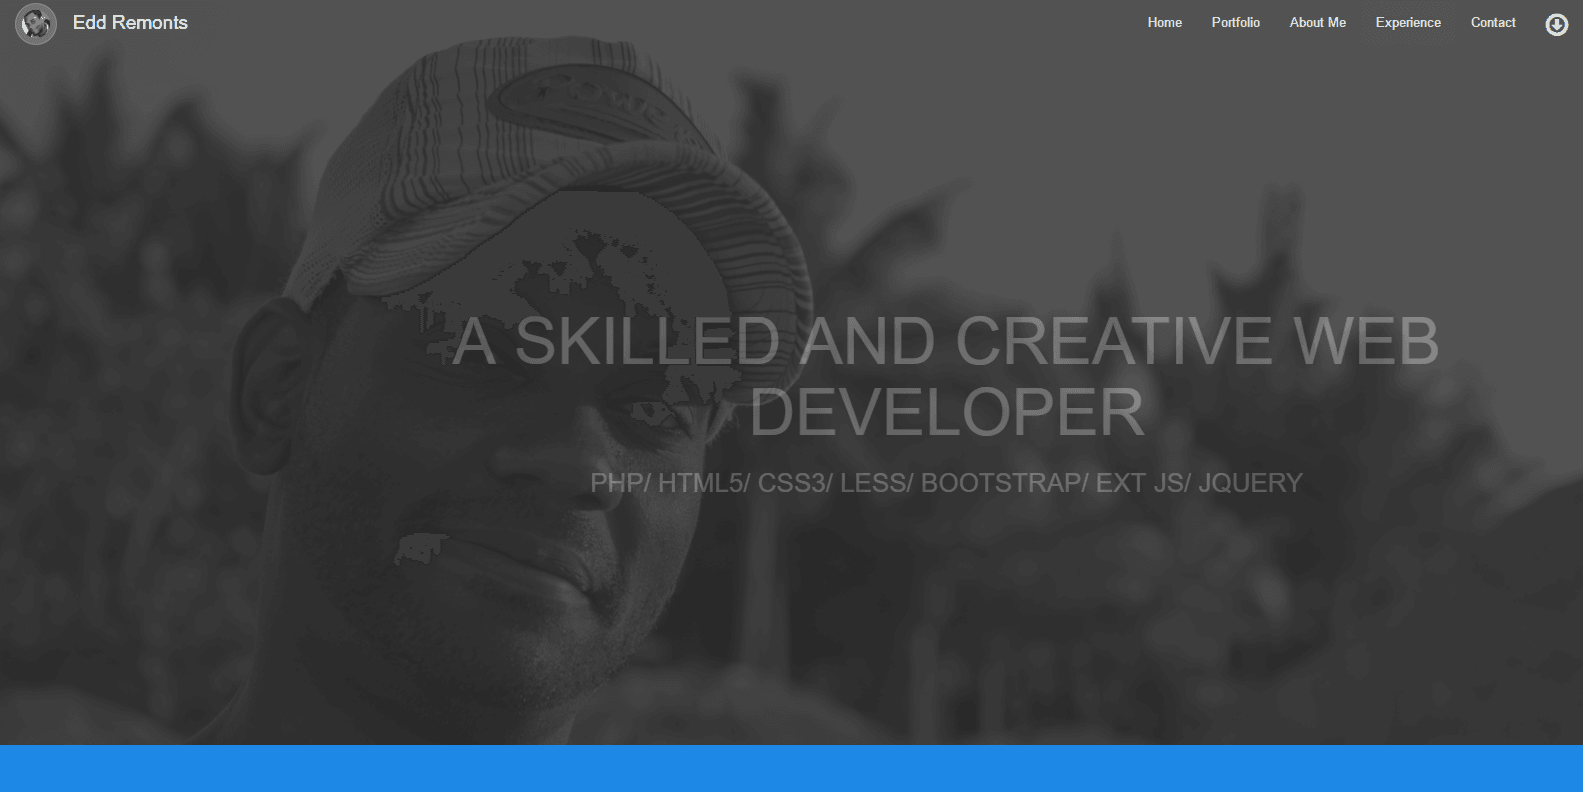 Edd Remonts
Home Portfolio About Me Experience Contact
A SKILLED AND CREATIVE WEB
DEVELOPER
PHP/ HTML5/ CSS3/ LESS/ BOOTSTRAP/ EXT JS/ JQUERY